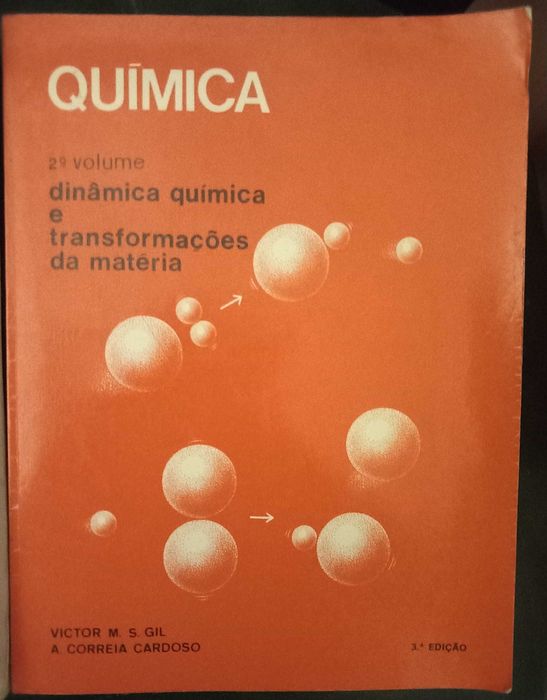 QUÍMICA
2º volume
dinâmica química
e
transformações
da matéria
VICTOR M. S. GIL
A. CORREIA CARDOSO
3.ª EDIÇÃO